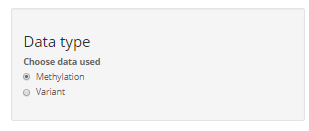 Data type
Choose data used
Methylation
Variant